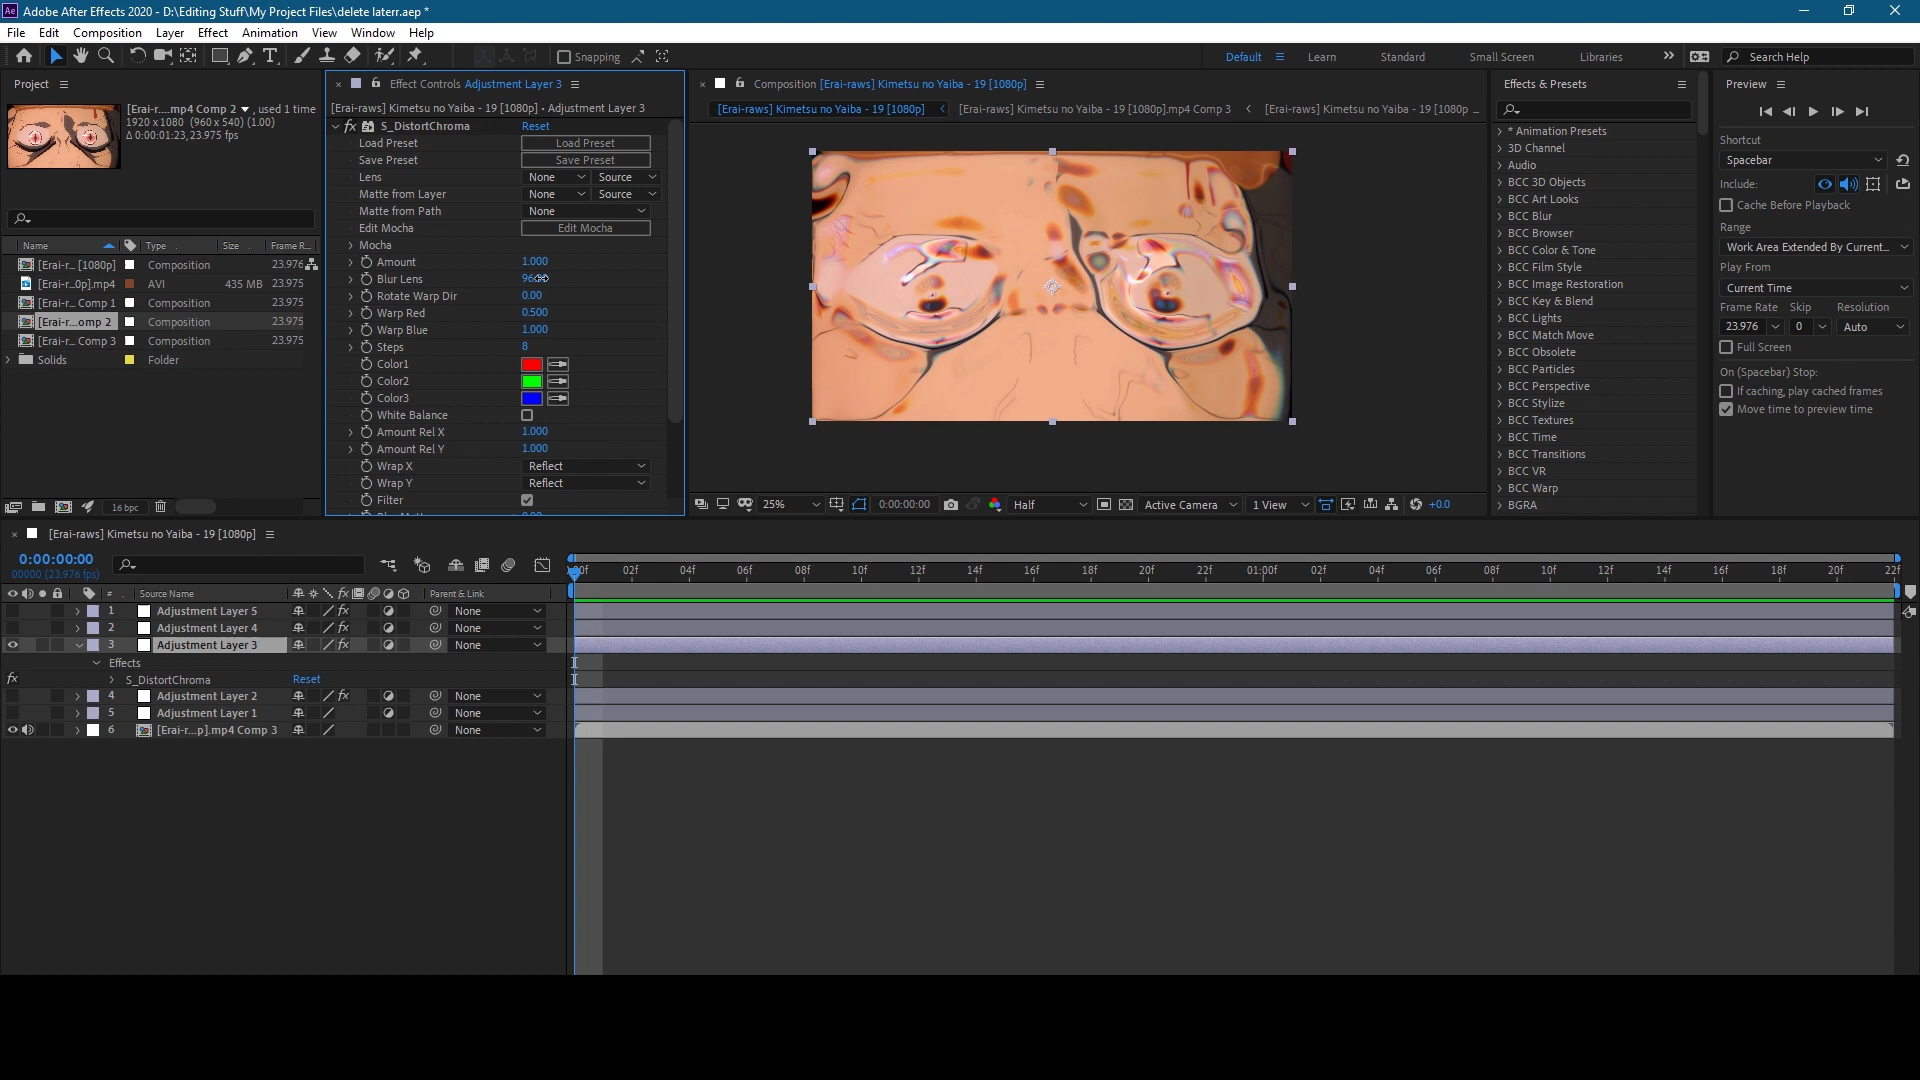 Adobe After Effects 2020 - D:\Editing Stuff\My Project Files\delete laterr.aep *
File Edit Composition Layer Effect Animation View Window Help
Snapping
Default Learn Standard Small Screen Libraries
Search Help
Project
[Erai-r....mp4 Comp 2 , used 1 time
1920 x 1080 (960 x 540) (1.00)
Δ 0:00:01:23, 23.975 fps
Name Type Size Frame R...
[Erai-r... [1080p] Composition 23.976
[Erai-r...0p].mp4 AVI 435 MB 23.975
[Erai-r... Comp 1 Composition 23.975
[Erai-r...omp 2 Composition 23.975
[Erai-r... Comp 3 Composition 23.975
Solids Folder
16 bpc
Effect Controls Adjustment Layer 3
[Erai-raws] Kimetsu no Yaiba - 19 [1080p] • Adjustment Layer 3
fx S_DistortChroma Reset
Load Preset Load Preset
Save Preset Save Preset
Lens None Source
Matte from Layer None Source
Matte from Path None
Edit Mocha Edit Mocha
Mocha
Amount 1.000
Blur Lens
Rotate Warp Dir 0.00
Warp Red 0.500
Warp Blue 1.000
Steps 8
Color1
Color2
Color3
White Balance
Amount Rel X 1.000
Amount Rel Y 1.000
Wrap X Reflect
Wrap Y Reflect
Filter
Composition [Erai-raws] Kimetsu no Yaiba - 19 [1080p]
[Erai-raws] Kimetsu no Yaiba - 19 [1080p] [Erai-raws] Kimetsu no Yaiba - 19 [1080p].mp4 Comp 3 [Erai-raws] Kimetsu no Yaiba - 19 [1080p ...
25% 0:00:00:00 Half Active Camera 1 View +0.0
Effects & Presets
* Animation Presets
3D Channel
Audio
BCC 3D Objects
BCC Art Looks
BCC Blur
BCC Browser
BCC Color & Tone
BCC Film Style
BCC Image Restoration
BCC Key & Blend
BCC Lights
BCC Match Move
BCC Obsolete
BCC Particles
BCC Perspective
BCC Stylize
BCC Textures
BCC Time
BCC Transitions
BCC VR
BCC Warp
BGRA
Preview
Shortcut
Spacebar
Include:
Cache Before Playback
Range
Work Area Extended By Current...
Play From
Current Time
Frame Rate Skip Resolution
23.976 0 Auto
Full Screen
On (Spacebar) Stop:
If caching, play cached frames
Move time to preview time
[Erai-raws] Kimetsu no Yaiba - 19 [1080p]
0:00:00:00
00000 (23.976 fps)
02f 04f 06f 08f 10f 12f 14f 16f 18f 20f 22f 01:00f 02f 04f 06f 08f 10f 12f 14f 16f 18f 20f 22f
# Source Name fx Parent & Link
1 Adjustment Layer 5 fx None
2 Adjustment Layer 4 fx None
3 Adjustment Layer 3 fx None
Effects
fx S_DistortChroma Reset
4 Adjustment Layer 2 fx None
5 Adjustment Layer 1 None
6 [Erai-r...p].mp4 Comp 3 None